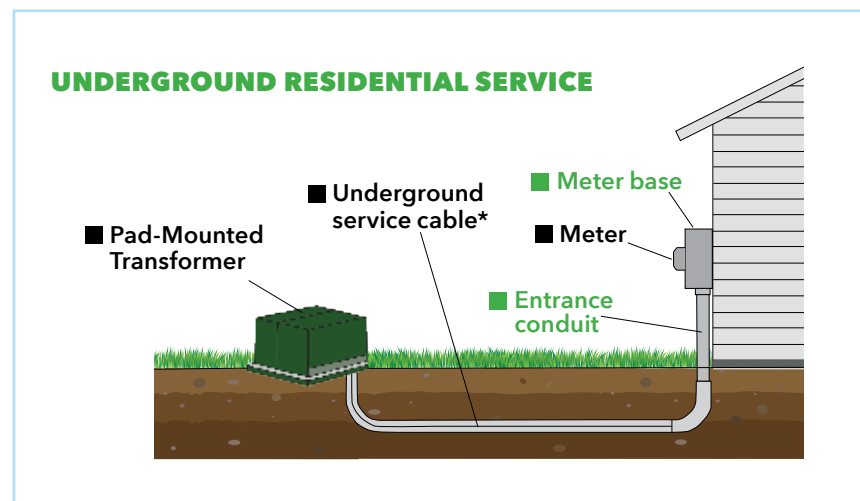 UNDERGROUND RESIDENTIAL SERVICE
Underground
service cable*
Meter base
Pad-Mounted
Transformer
Meter
Entrance
conduit